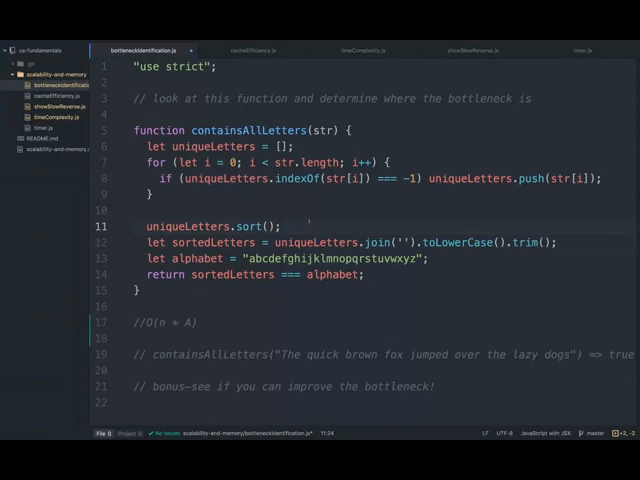 ca-fundamentals
bottleneckIdentification.js
cacheEfficiency.js
timeComplexity.js
showSlowReverse.js
timer.js
.git
scalability-and-memory
bottleneckIdentificatio
cacheEfficiency.js
showSlowReverse.js
timeComplexity.js
timer.js
README.md
scalability-and-memory.
1 "use strict";
2
3 // look at this function and determine where the bottleneck is
4
5 function containsAllLetters(str) {
6 let uniqueLetters = [];
7 for (let i = 0; i < str.length; i++) {
8 if (uniqueLetters.indexOf(str[i]) === -1) uniqueLetters.push(str[i]);
9 }
10
11 uniqueLetters.sort();
12 let sortedLetters = uniqueLetters.join('').toLowerCase().trim();
13 let alphabet = "abcdefghijklmnopqrstuvwxyz";
14 return sortedLetters === alphabet;
15 }
16
17 //O(n * A)
18
19 // containsAllLetters("The quick brown fox jumped over the lazy dogs") => true
20
21 // bonus—see if you can improve the bottleneck!
22
File 0 Project 0 No Issues scalability-and-memory/bottleneckIdentification.js* 11:24 LF UTF-8 JavaScript with JSX master +2, -2